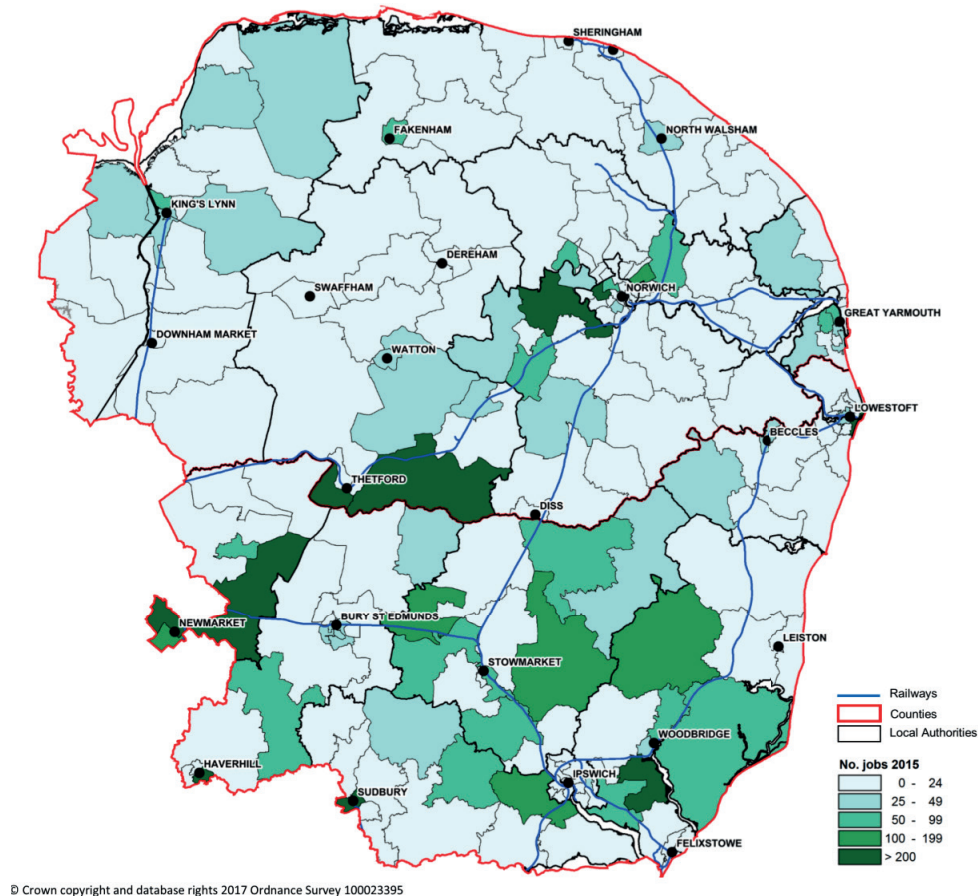 SHERINGHAM
FAKENHAM
NORTH WALSHAM
KING'S LYNN
DEREHAM
SWAFFHAM
NORWICH
GREAT YARMOUTH
DOWNHAM MARKET
WATTON
LOWESTOFT
BECCLES
THETFORD
DISS
NEWMARKET
BURY ST EDMUNDS
LEISTON
STOWMARKET
Railways
Counties
Local Authorities
WOODBRIDGE
HAVERHILL
IPSWICH
SUDBURY
FELIXSTOWE
No. jobs 2015
0 - 24
25 - 49
50 - 99
100 - 199
> 200
© Crown copyright and database rights 2017 Ordnance Survey 100023395